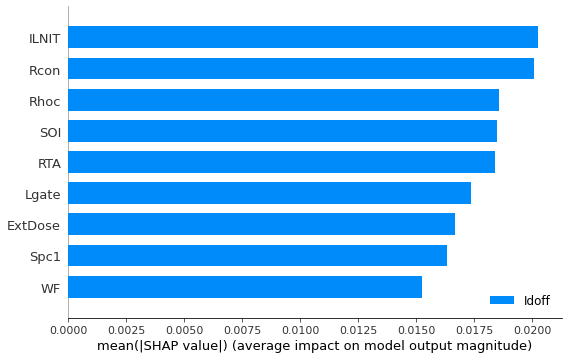 ILNIT
Rcon
Rhoc
SOI
RTA
Lgate
ExtDose
Spc1
WF
Idoff
0.0000 0.0025 0.0050 0.0075 0.0100 0.0125 0.0150 0.0175 0.0200
mean(|SHAP value|) (average impact on model output magnitude)